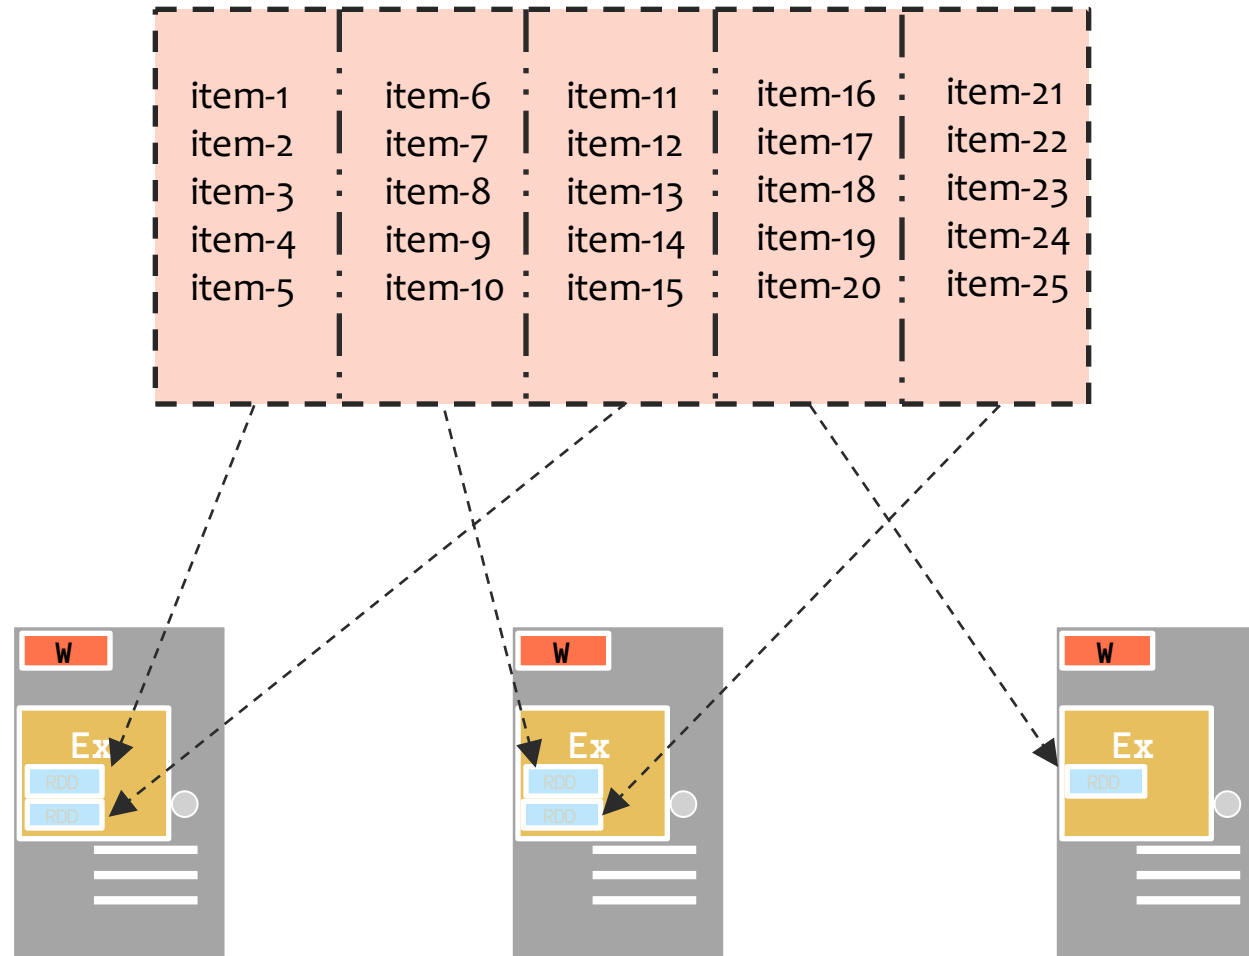 item-1
item-2
item-3
item-4
item-5
item-6
item-7
item-8
item-9
item-10
item-11
item-12
item-13
item-14
item-15
item-16
item-17
item-18
item-19
item-20
item-21
item-22
item-23
item-24
item-25
W
Ex
RDD
RDD
W
Ex
RDD
RDD
W
Ex
RDD